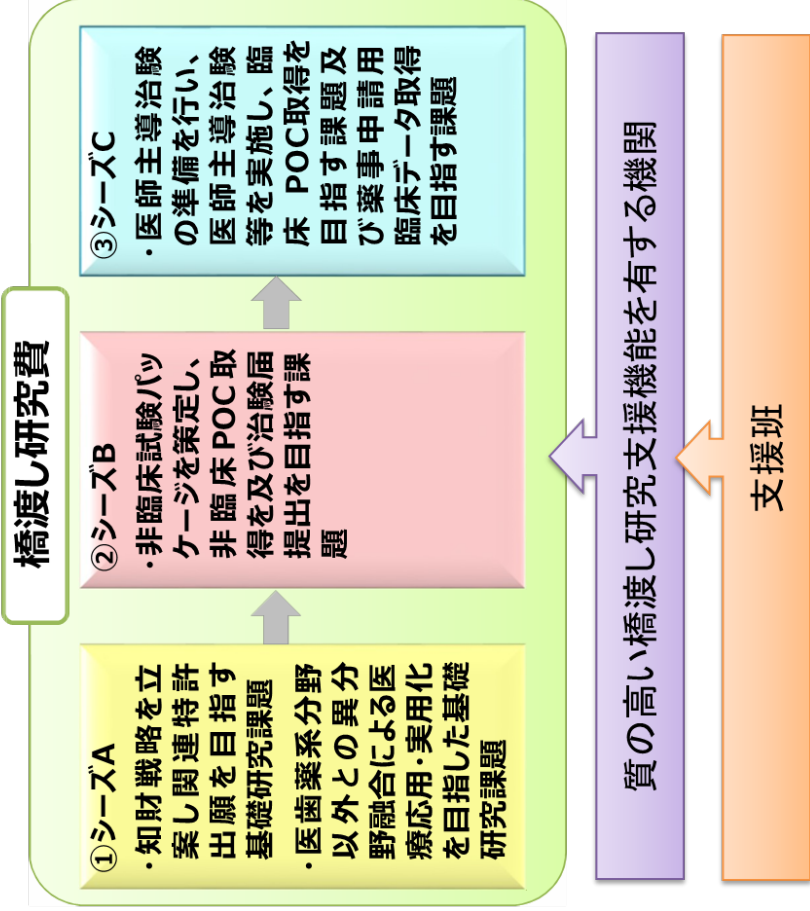 橋渡し研究費
①シーズA
・知財戦略を立
案し関連特許
出願を目指す
基礎研究課題
・医歯薬系分野
以外との異分
野融合による医
療応用・実用化
を目指した基礎
研究課題
②シーズB
・非臨床試験パッ
ケージを策定し、
非臨床POC取
得を及び治験届
提出を目指す課
題
③シーズC
・医師主導治験
の準備を行い、
医師主導治験
等を実施し、臨
床 POC取得を
目指す課題及
び薬事申請用
臨床データ取得
を目指す課題
質の高い橋渡し研究支援機能を有する機関
支援班